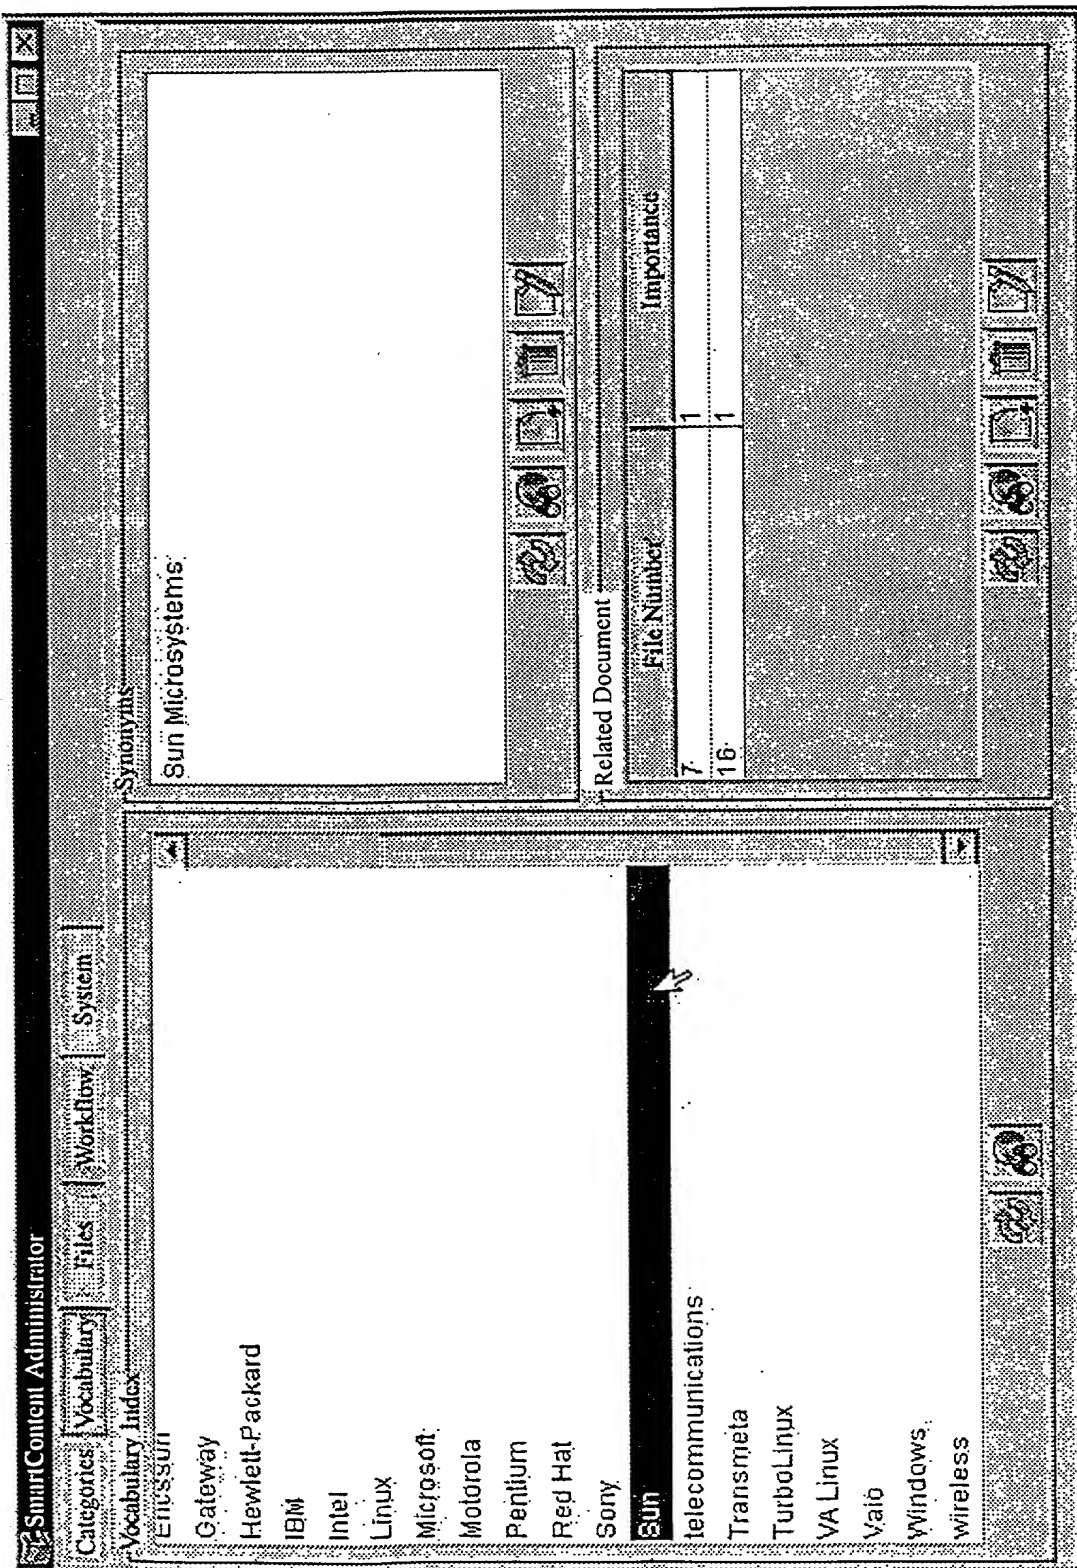 SmartContent Administrator
Categories Vocabulary Files Workflow System
Vocabulary Index
Ericsson
Gateway
Hewlett-Packard
IBM
Intel
Linux
Microsoft
Motorola
Pentium
Red Hat
Sony
Sun
telecommunications
Transmeta
TurboLinux
VA Linux
Vaio
Windows
wireless
Synonyms
Sun Microsystems
Related Document
File Number Importance
7 1
16 1